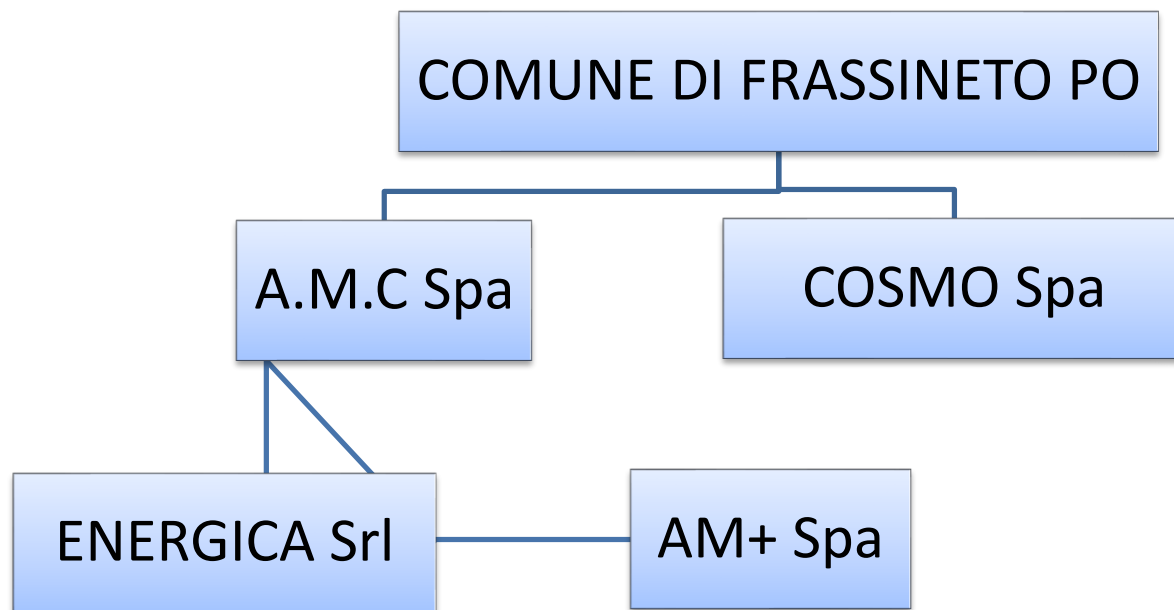 COMUNE DI FRASSINETO PO
A.M.C Spa
COSMO Spa
ENERGICA Srl
AM+ Spa